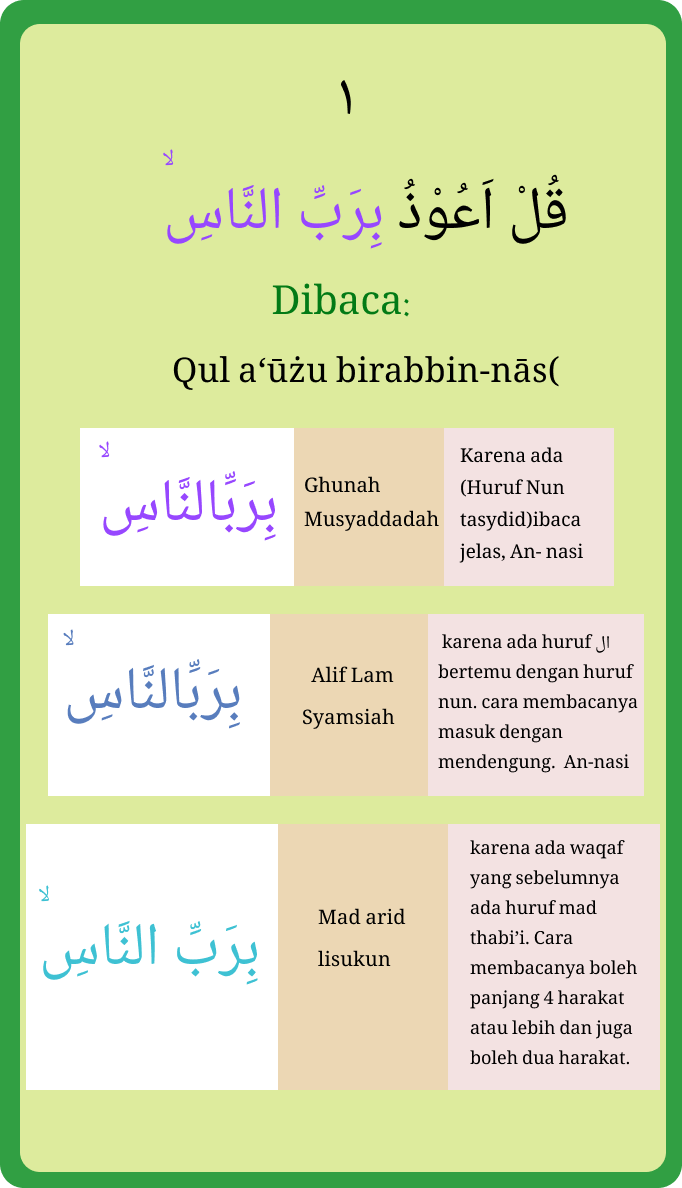 ١
قُلْ اَعُوْذُ بِرَبِّ النَّاسِۙ
Dibaca:
Qul a‘ūżu birabbin-nās(
بِرَبِّالنَّاسِۙ
Ghunah
Musyaddadah
Karena ada
(Huruf Nun
tasydid)ibaca
jelas, An- nasi
بِرَبِّالنَّاسِۙ
Alif Lam
Syamsiah
karena ada huruf ال
bertemu dengan huruf
nun. cara membacanya
masuk dengan
mendengung. An-nasi
بِرَبِّ النَّاسِۙ
Mad arid
lisukun
karena ada waqaf
yang sebelumnya
ada huruf mad
thabi’i. Cara
membacanya boleh
panjang 4 harakat
atau lebih dan juga
boleh dua harakat.